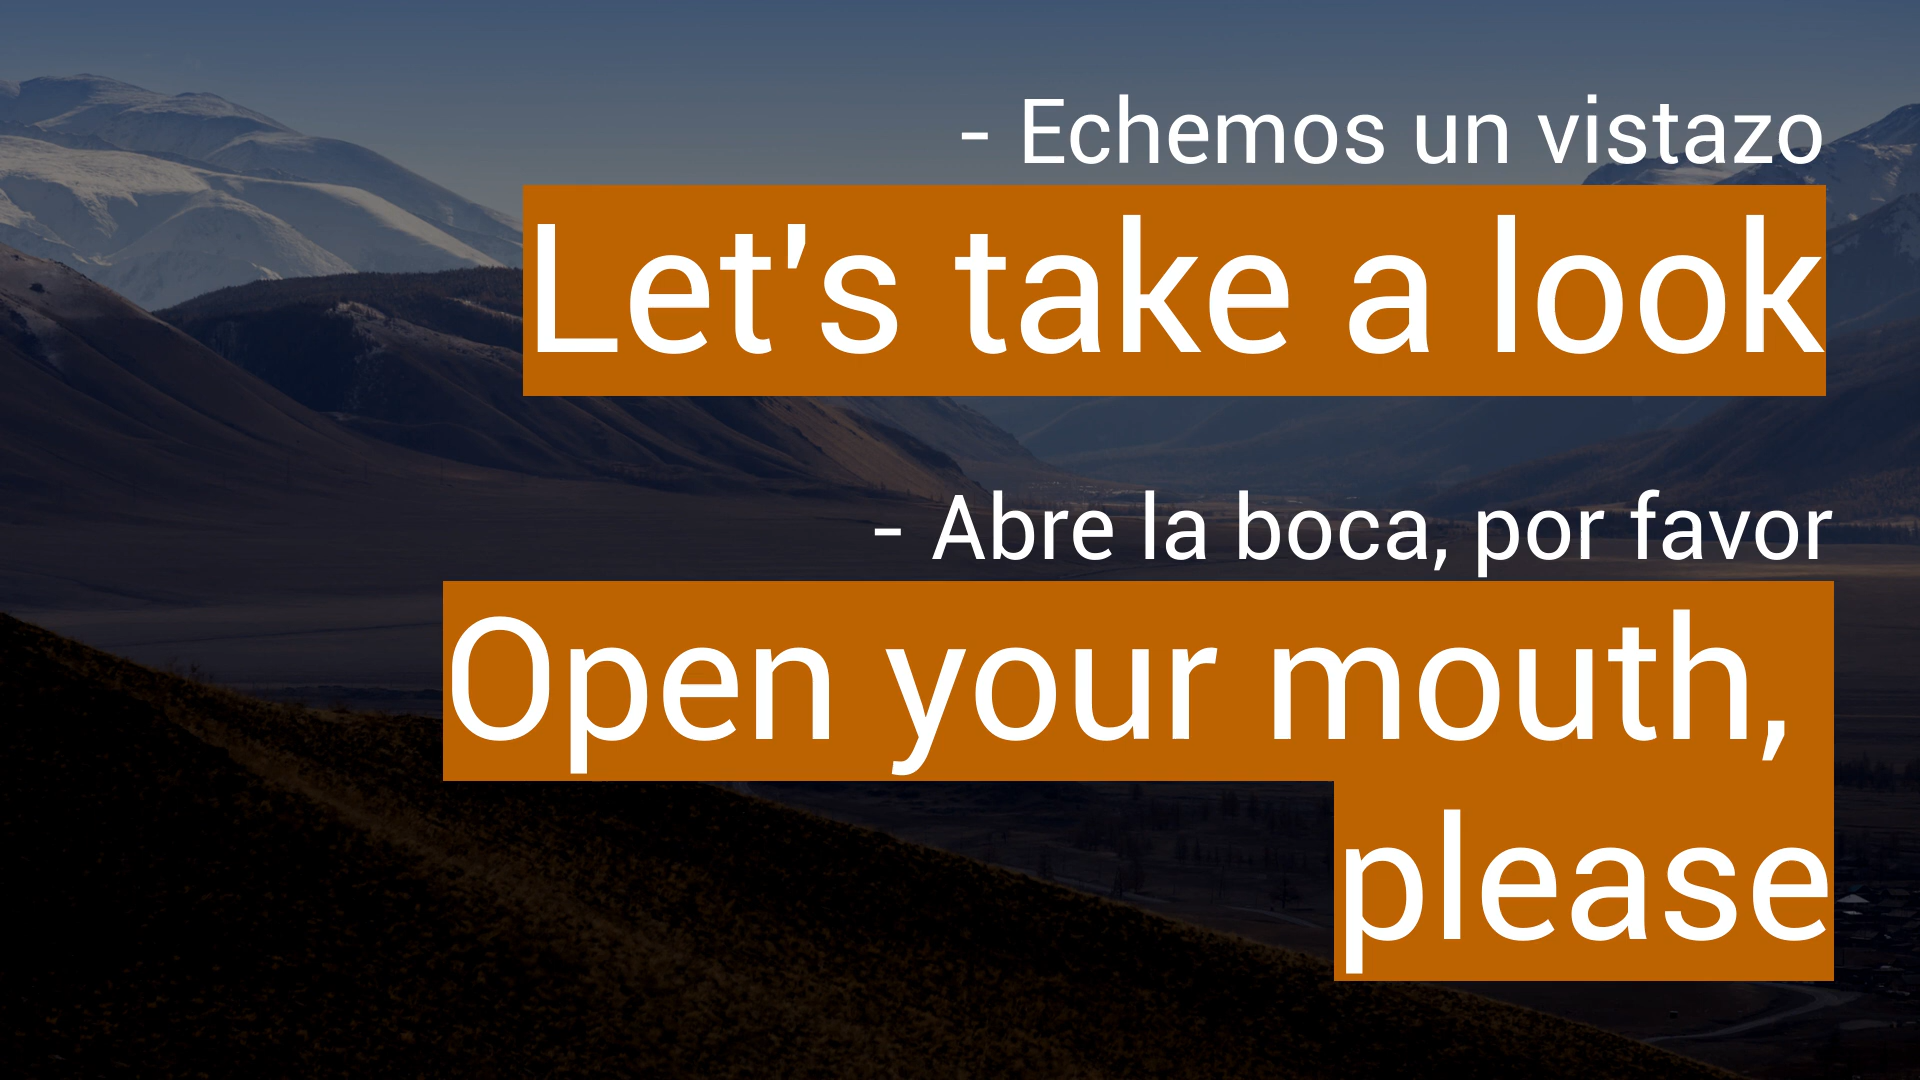 - Echemos un vistazo
Let's take a look
- Abre la boca, por favor
Open your mouth,
please